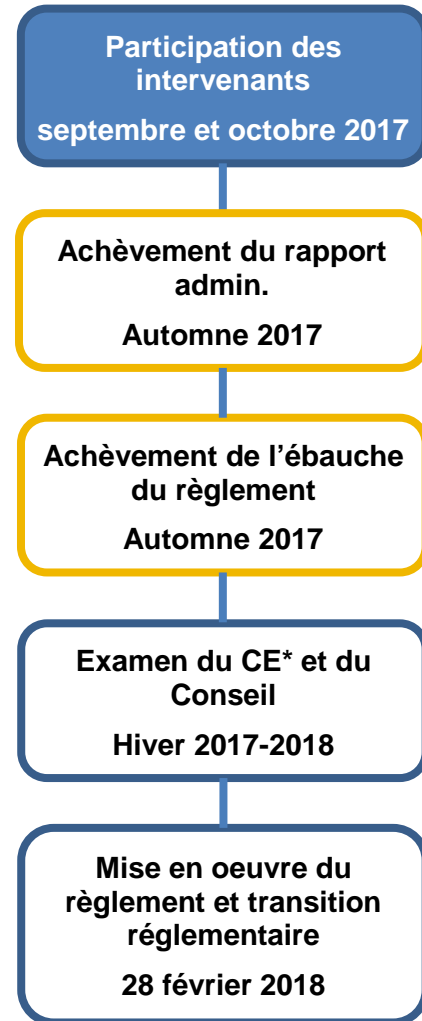 Participation des
intervenants
septembre et octobre 2017
Achèvement du rapport
admin.
Automne 2017
Achèvement de l’ébauche
du règlement
Automne 2017
Examen du CE* et du
Conseil
Hiver 2017-2018
Mise en oeuvre du
règlement et transition
réglementaire
28 février 2018